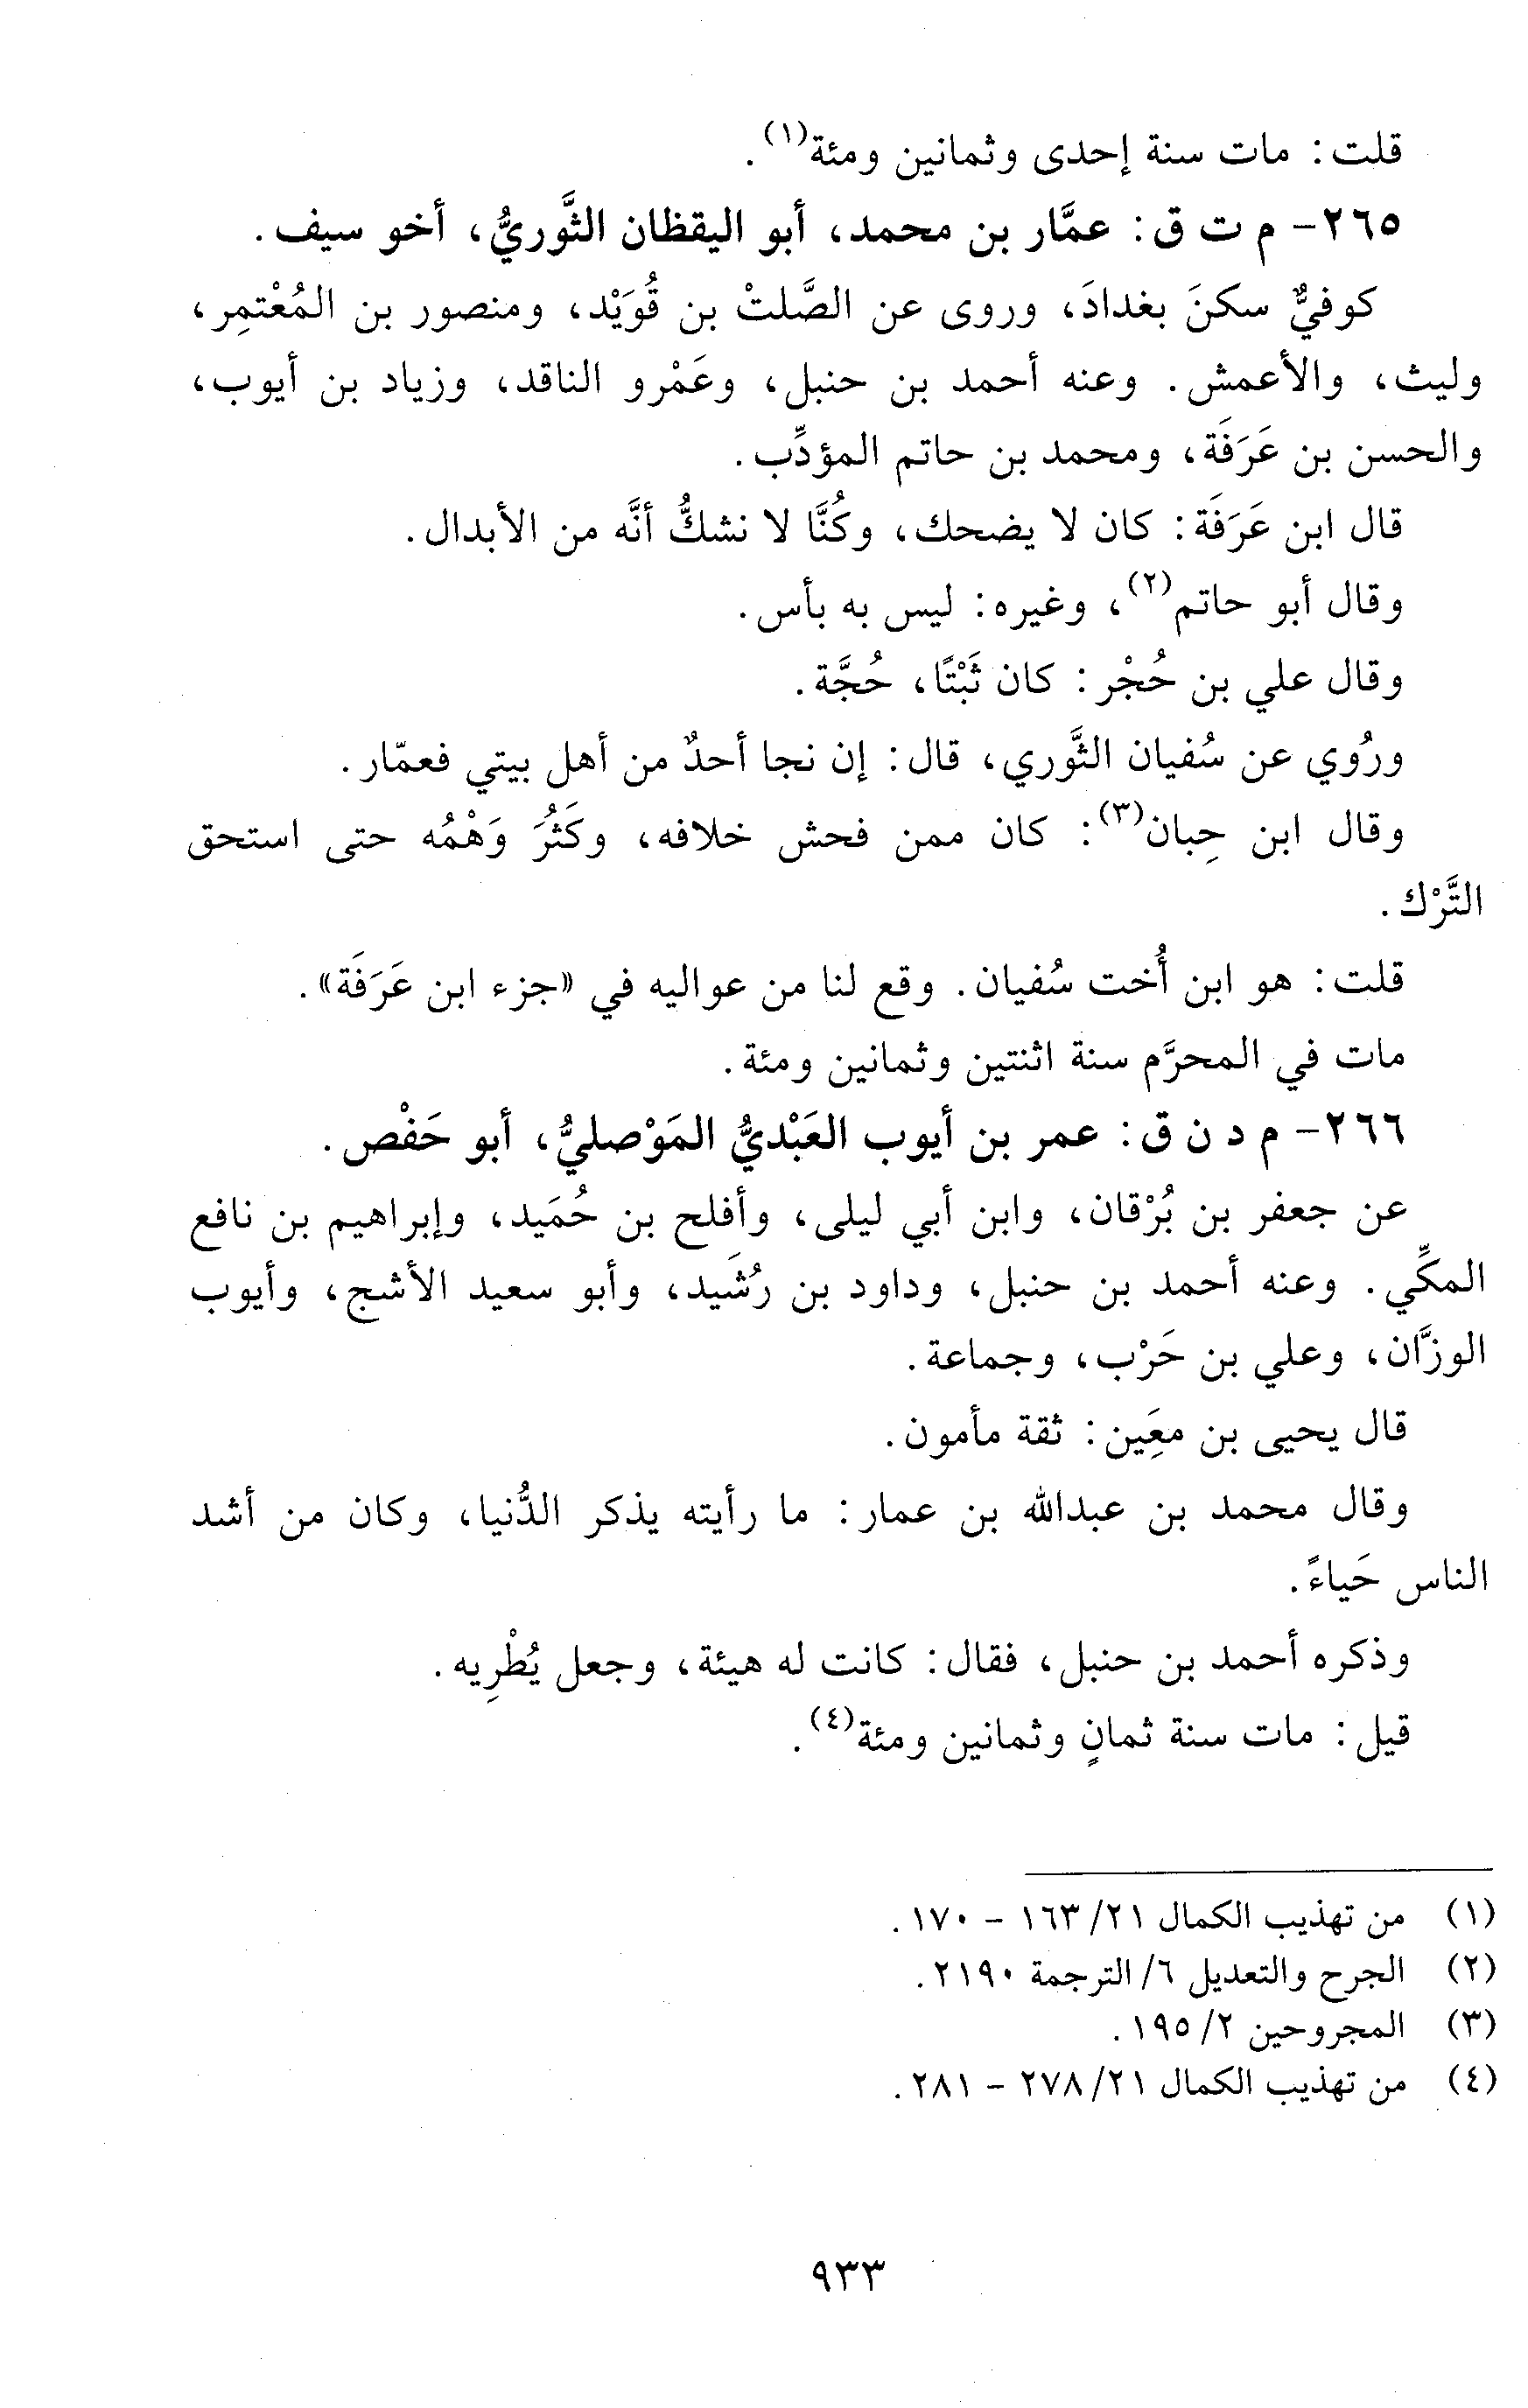 قلت: مات سنة إحدى وثمانين ومئة(١).
٢٦٥- م ت ق: عمَّار بن محمد، أبو اليقظان الثَّوريُّ، أخو سيف.
كوفيٌّ سكنَ بغدادَ، وروى عن الصَّلتْ بن قُوَيْد، ومنصور بن المُعْتمِر،
وليث، والأعمش. وعنه أحمد بن حنبل، وعَمْرو الناقد، وزياد بن أيوب،
والحسن بن عَرَفَة، ومحمد بن حاتم المؤدِّب.
قال ابن عَرَفَة: كان لا يضحك، وكُنَّا لا نشكُّ أنَّه من الأبدال.
وقال أبو حاتم(٢)، وغيره: ليس به بأس.
وقال علي بن حُجْر: كان ثَبْتًا، حُجَّة.
ورُوي عن سُفيان الثَّوري، قال: إن نجا أحدٌ من أهل بيتي فعمّار.
وقال ابن حِبان(٣): كان ممن فحش خلافه، وكَثُرَ وَهْمُه حتى استحق
التَّرْك.
قلت: هو ابن أُخت سُفيان. وقع لنا من عواليه في «جزء ابن عَرَفَة».
مات في المحرَّم سنة اثنتين وثمانين ومئة.
٢٦٦- م د ن ق: عمر بن أيوب العَبْديُّ المَوْصليُّ، أبو حَفْص.
عن جعفر بن بُرْقان، وابن أبي ليلى، وأفلح بن حُمَيد، وإبراهيم بن نافع
المكِّي. وعنه أحمد بن حنبل، وداود بن رُشَيد، وأبو سعيد الأشج، وأيوب
الوزَّان، وعلي بن حَرْب، وجماعة.
قال يحيى بن معَِين: ثقة مأمون.
وقال محمد بن عبدالله بن عمار: ما رأيته يذكر الدُّنيا، وكان من أشد
الناس حَياءً.
وذكره أحمد بن حنبل، فقال: كانت له هيئة، وجعل يُطْرِيه.
قيل: مات سنة ثمانٍ وثمانين ومئة(٤).
(١) من تهذيب الكمال ٢١/ ١٦٣ - ١٧٠.
(٢) الجرح والتعديل ٦/ الترجمة ٢١٩٠.
(٣) المجروحين ٢/ ١٩٥.
(٤) من تهذيب الكمال ٢١/ ٢٧٨ - ٢٨١.
٩٣٣